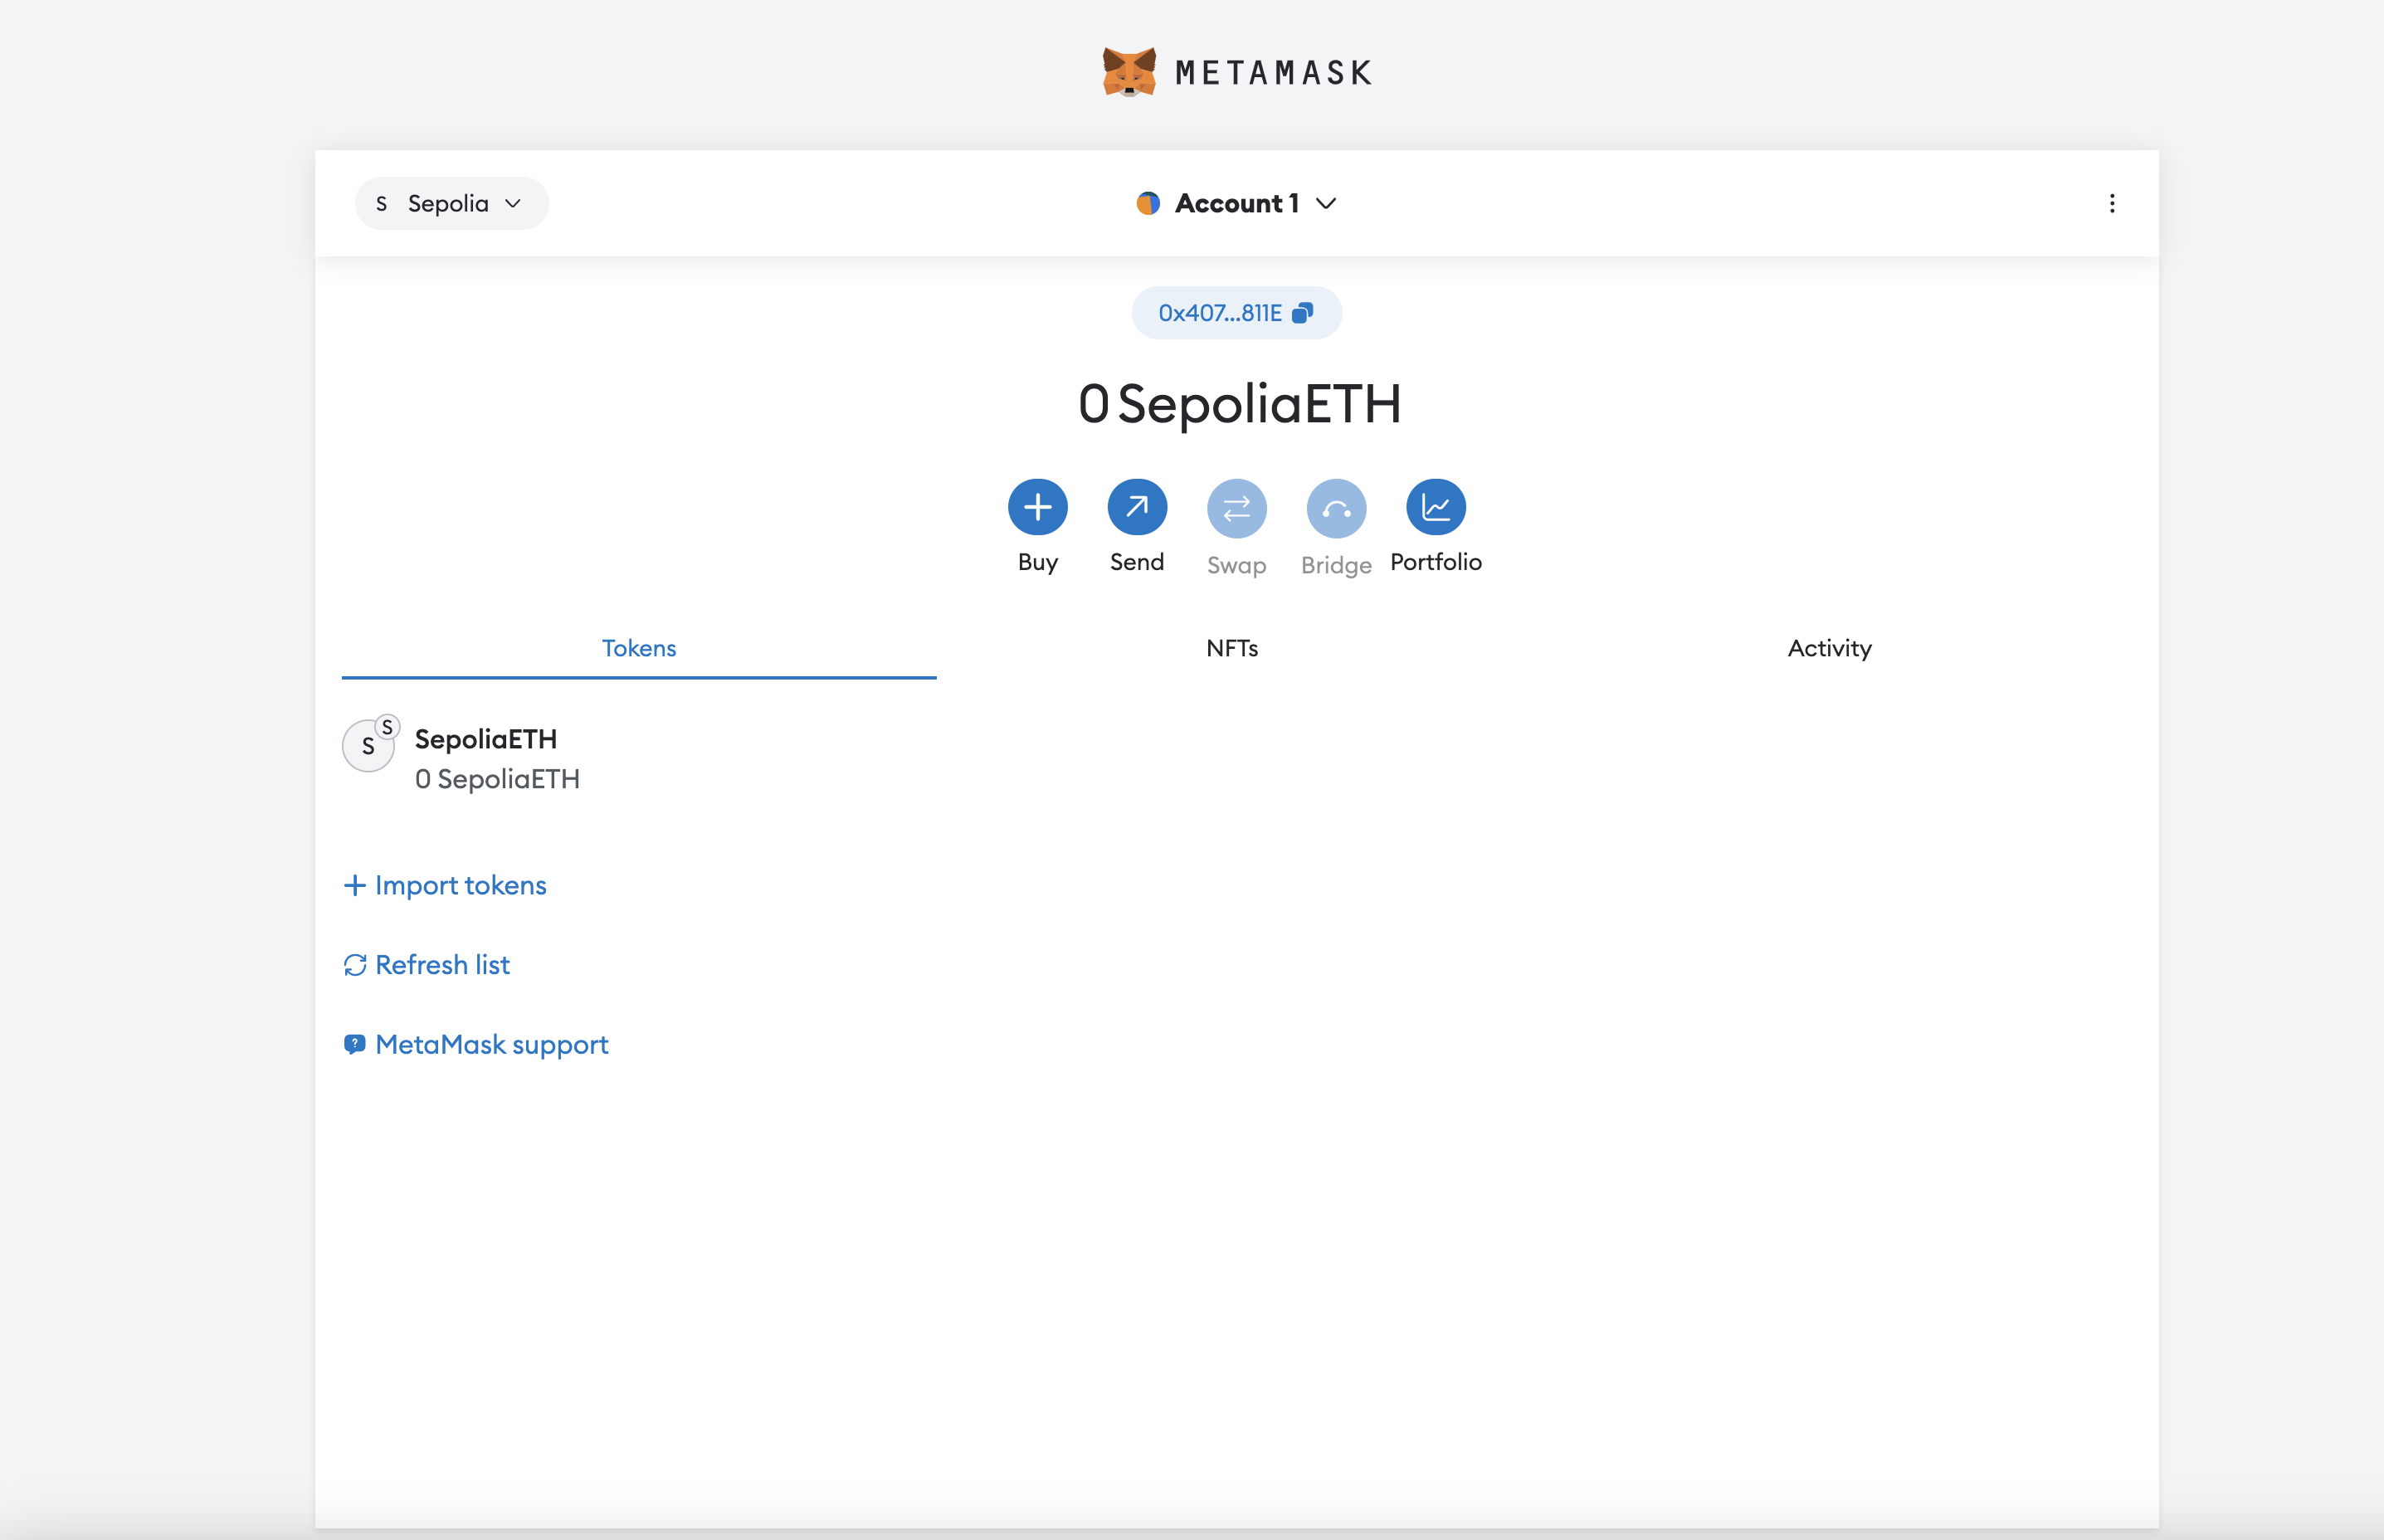 METAMASK
S Sepolia
Account 1
0x407...811E
0 SepoliaETH
Buy Send Swap Bridge Portfolio
Tokens NFTs Activity
S S SepoliaETH
0 SepoliaETH
Import tokens
Refresh list
? MetaMask support